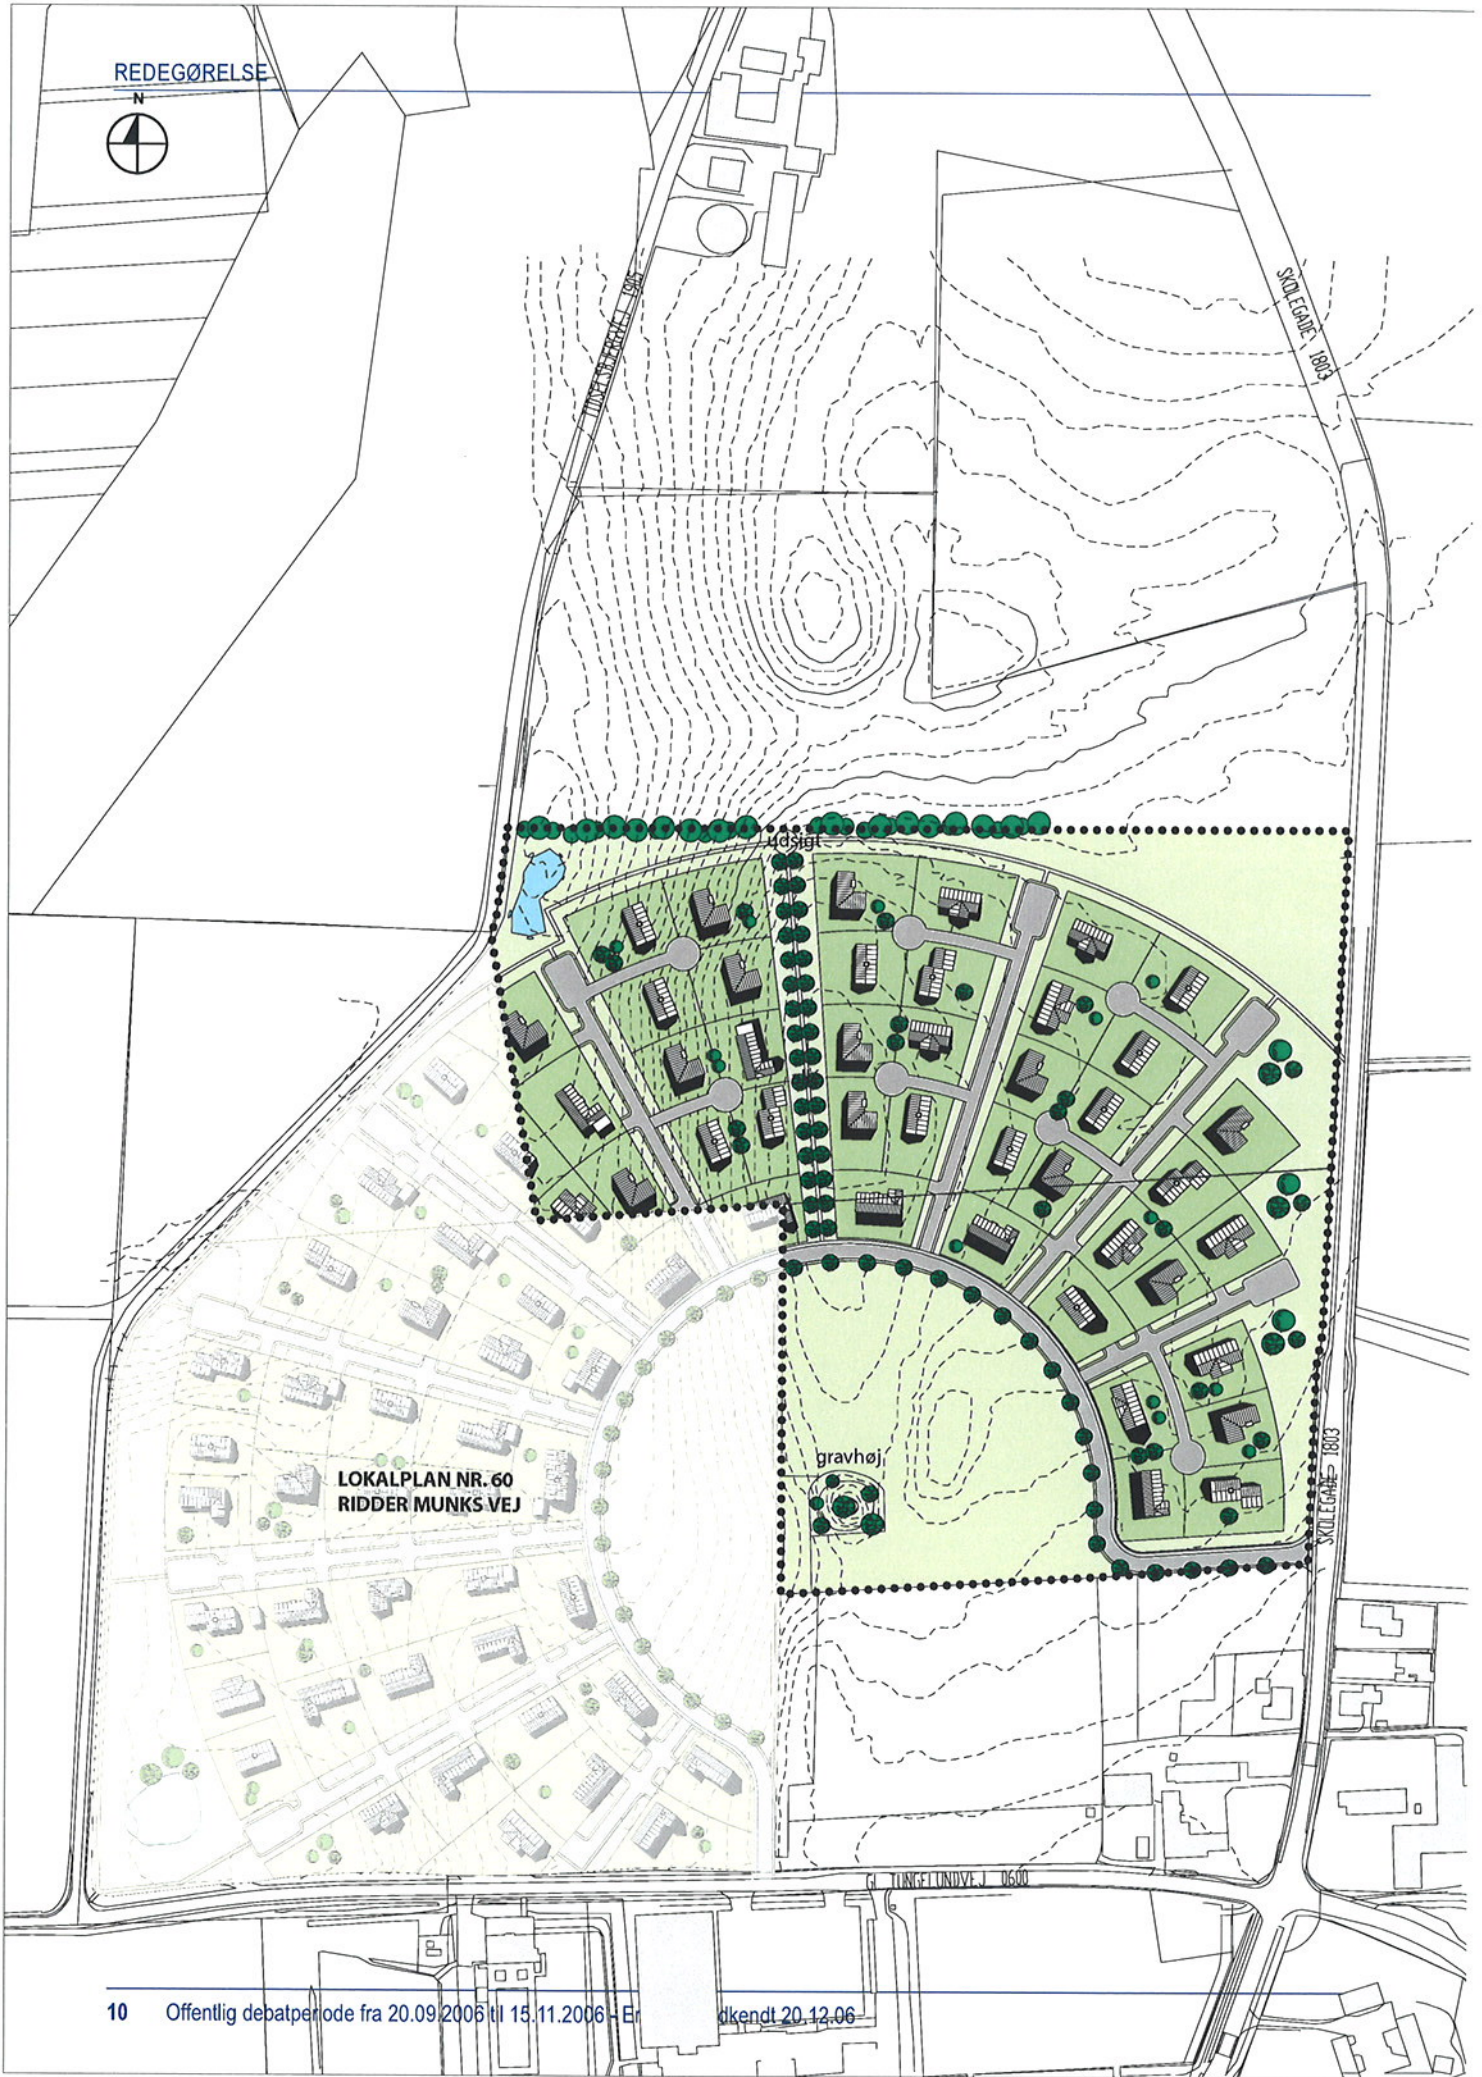 REDEGØRELSE
N
SKOLEGADE 1803
udsigt
gravhøj
LOKALPLAN NR. 60
RIDDER MUNKS VEJ
SKOLEGADE 1803
GL TUNGELUNDVEJ 0600
10 Offentlig debatperiode fra 20.09.2006 til 15.11.2006 - En dkendt 20.12.06